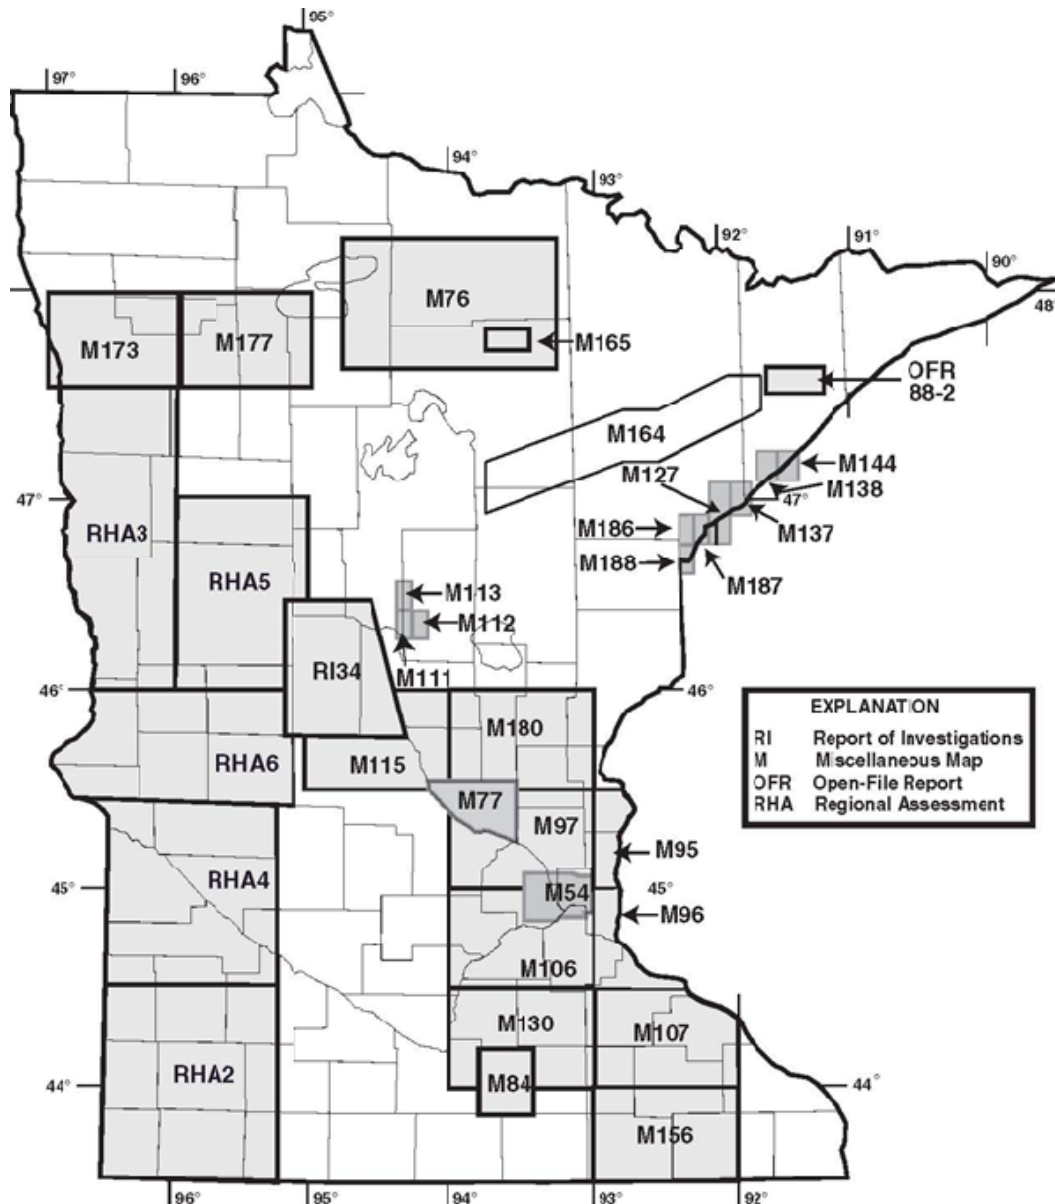 95°
97°
96°
94°
93°
92°
91°
90°
48°
M76
M173
M177
M165
OFR
88-2
M164
M144
M127
M138
47°
47°
M137
RHA3
M186
RHA5
M188
M187
M113
M112
RI34
M111
46°
46°
M180
RHA6
M115
M77
M97
M95
RHA4
45°
M54
45°
M96
M106
M130
M107
RHA2
44°
M84
44°
M156
96°
95°
94°
93°
92°
EXPLANATION
RI Report of Investigations
M Miscellaneous Map
OFR Open-File Report
RHA Regional Assessment